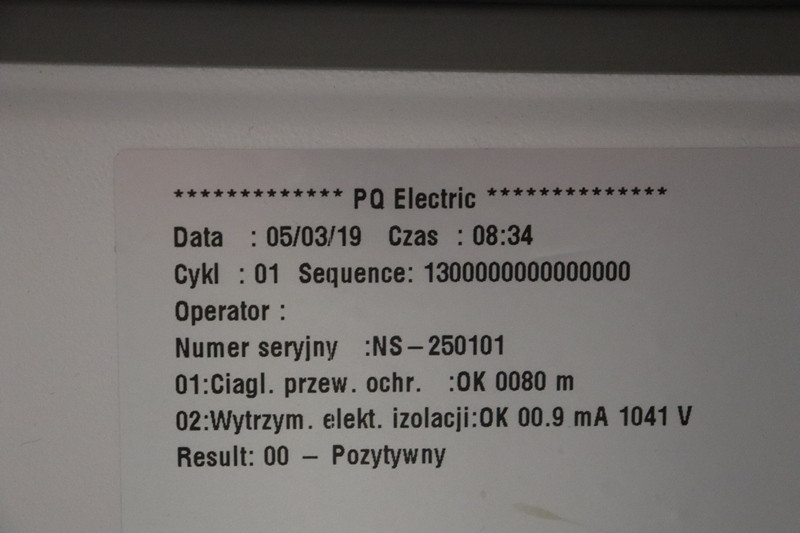 ************* PQ Electric **************
Data : 05/03/19 Czas : 08:34
Cykl : 01 Sequence: 1300000000000000
Operator :
Numer seryjny :NS-250101
01:Ciagl. przew. ochr. :OK 0080 m
02:Wytrzym. elekt. izolacji:OK 00.9 mA 1041 V
Result: 00 - Pozytywny